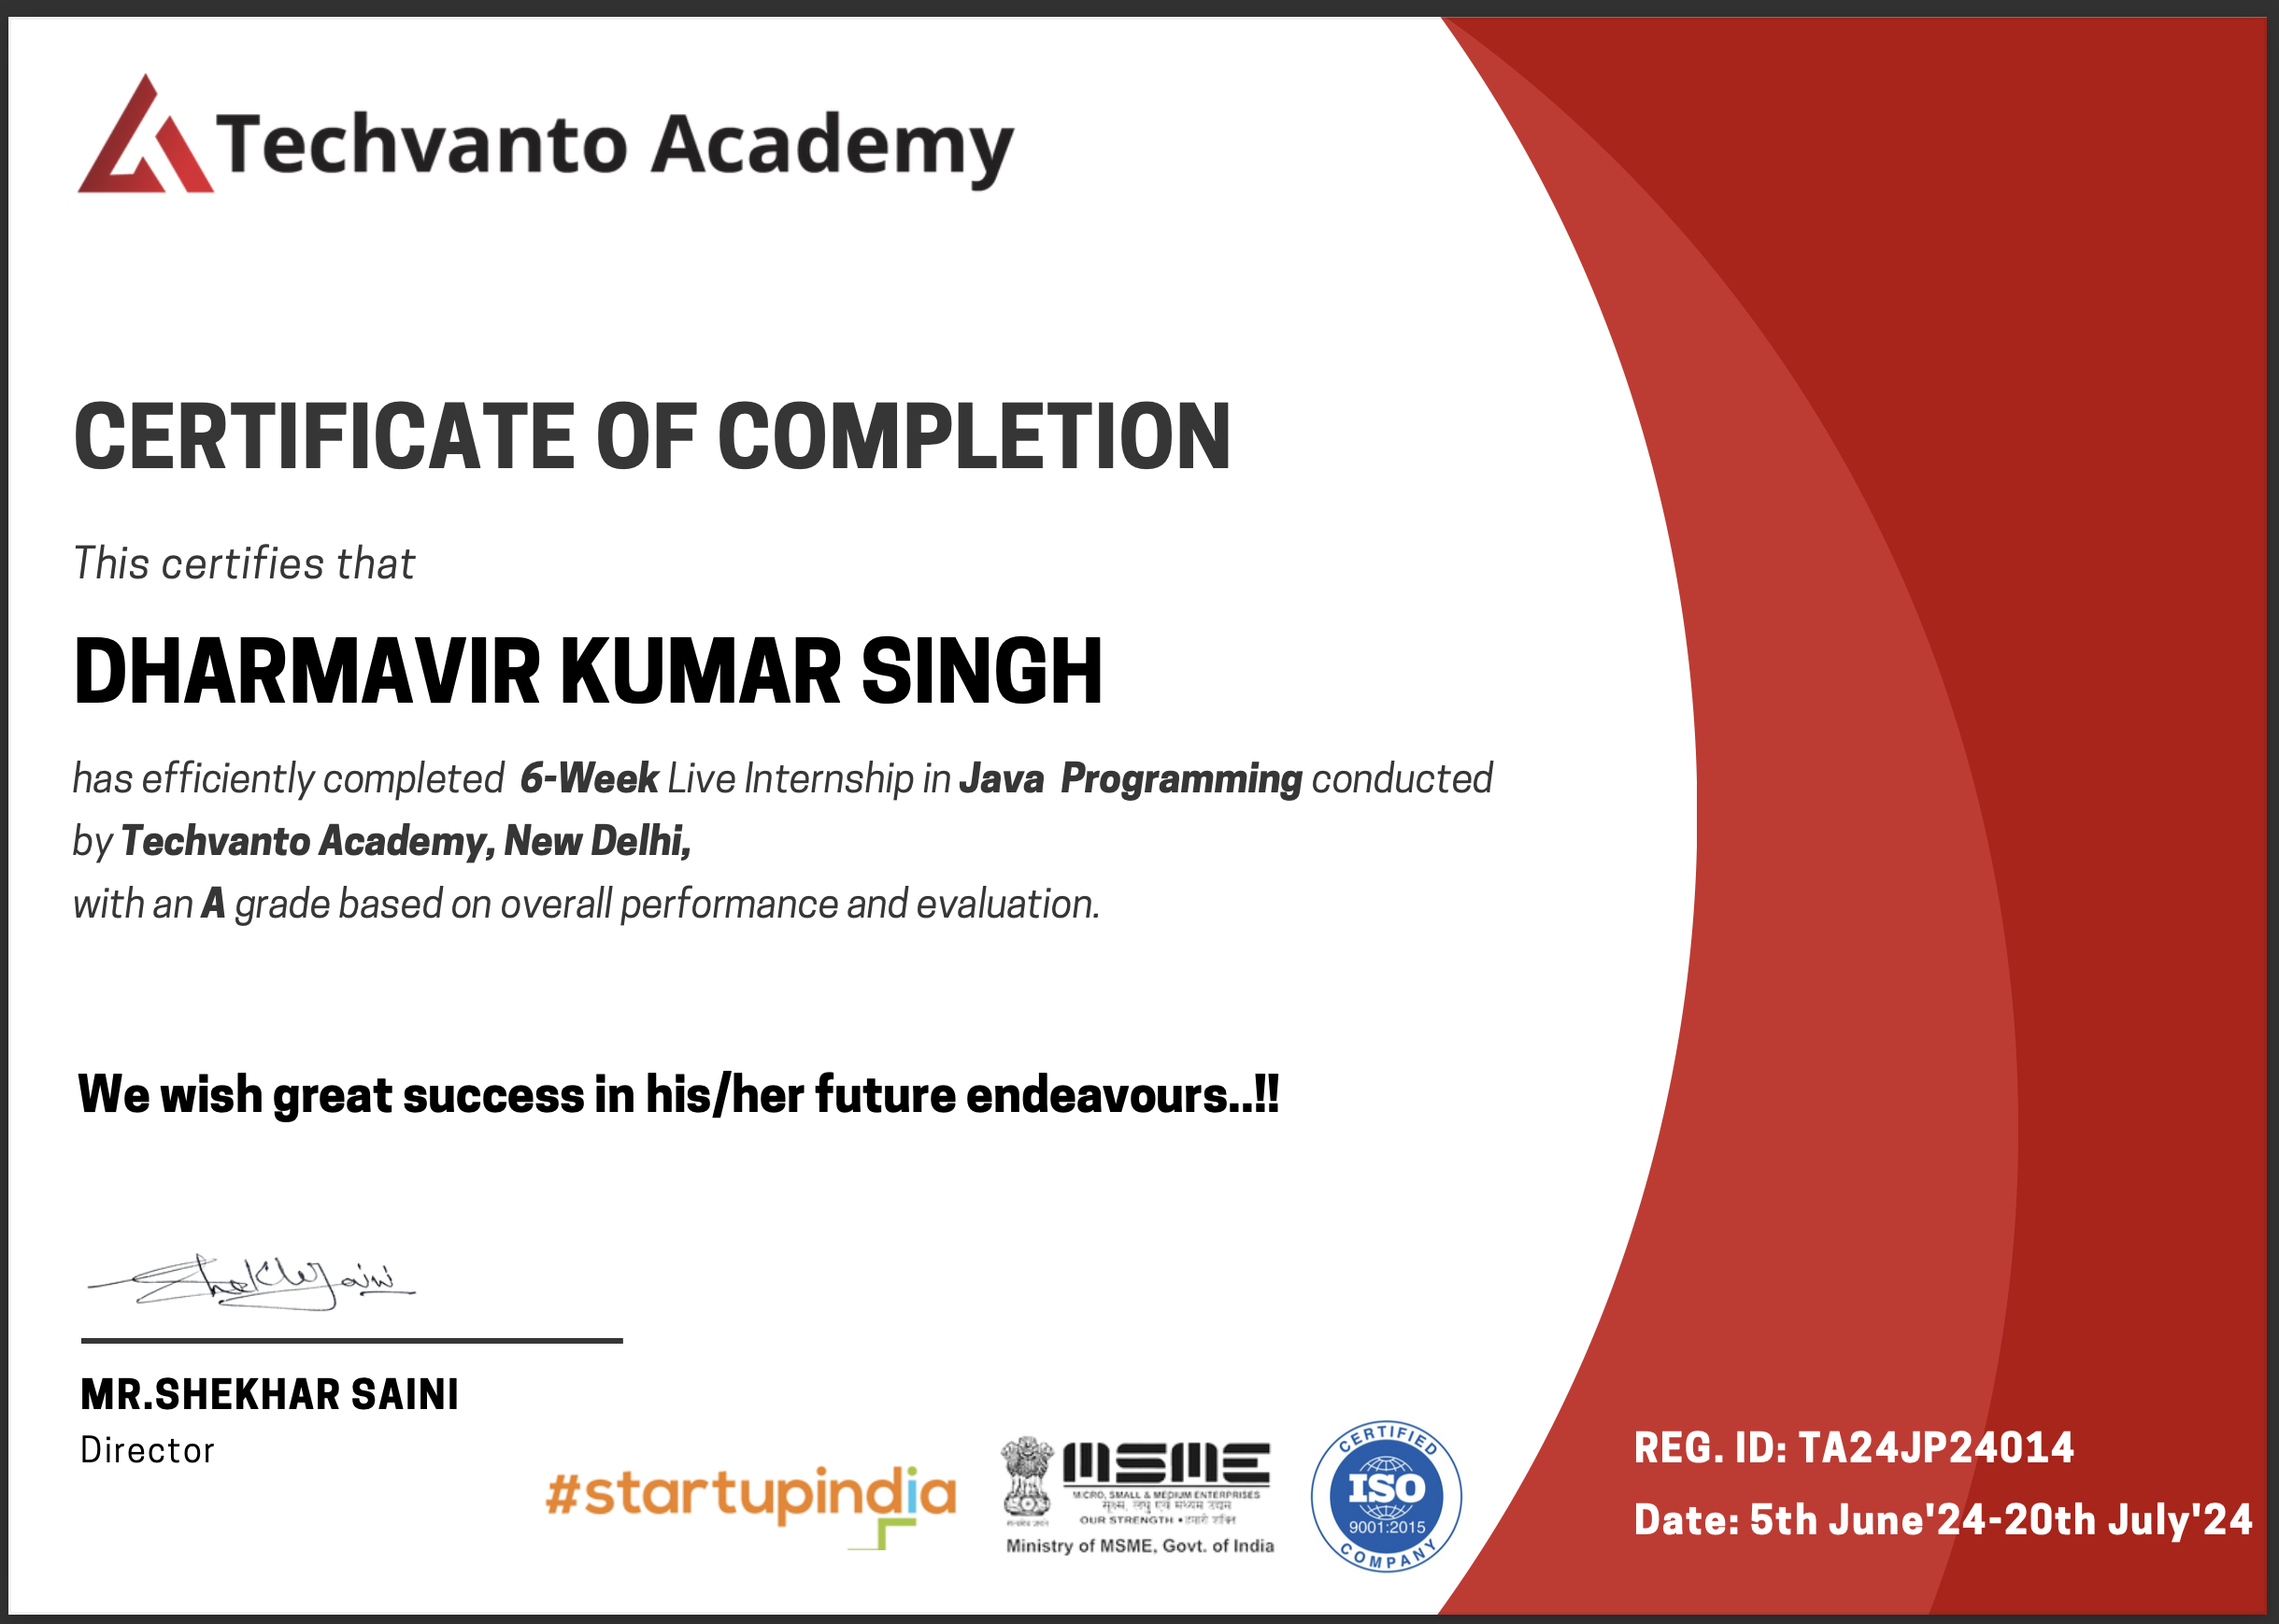 Techvanto Academy
CERTIFICATE OF COMPLETION
This certifies that
DHARMAVIR KUMAR SINGH
has efficiently completed 6-Week Live Internship in Java Programming conducted
by Techvanto Academy, New Delhi,
with an A grade based on overall performance and evaluation.
We wish great success in his/her future endeavours..!!
MR.SHEKHAR SAINI
Director
#startupindia
MSME
MICRO, SMALL & MEDIUM ENTERPRISES
सूक्ष्म, लघु एवं मध्यम उद्यम
OUR STRENGTH • हमारी शक्ति
सत्यमेव जयते
Ministry of MSME, Govt. of India
CERTIFIED
ISO
9001:2015
COMPANY
REG. ID: TA24JP24014
Date: 5th June'24-20th July'24